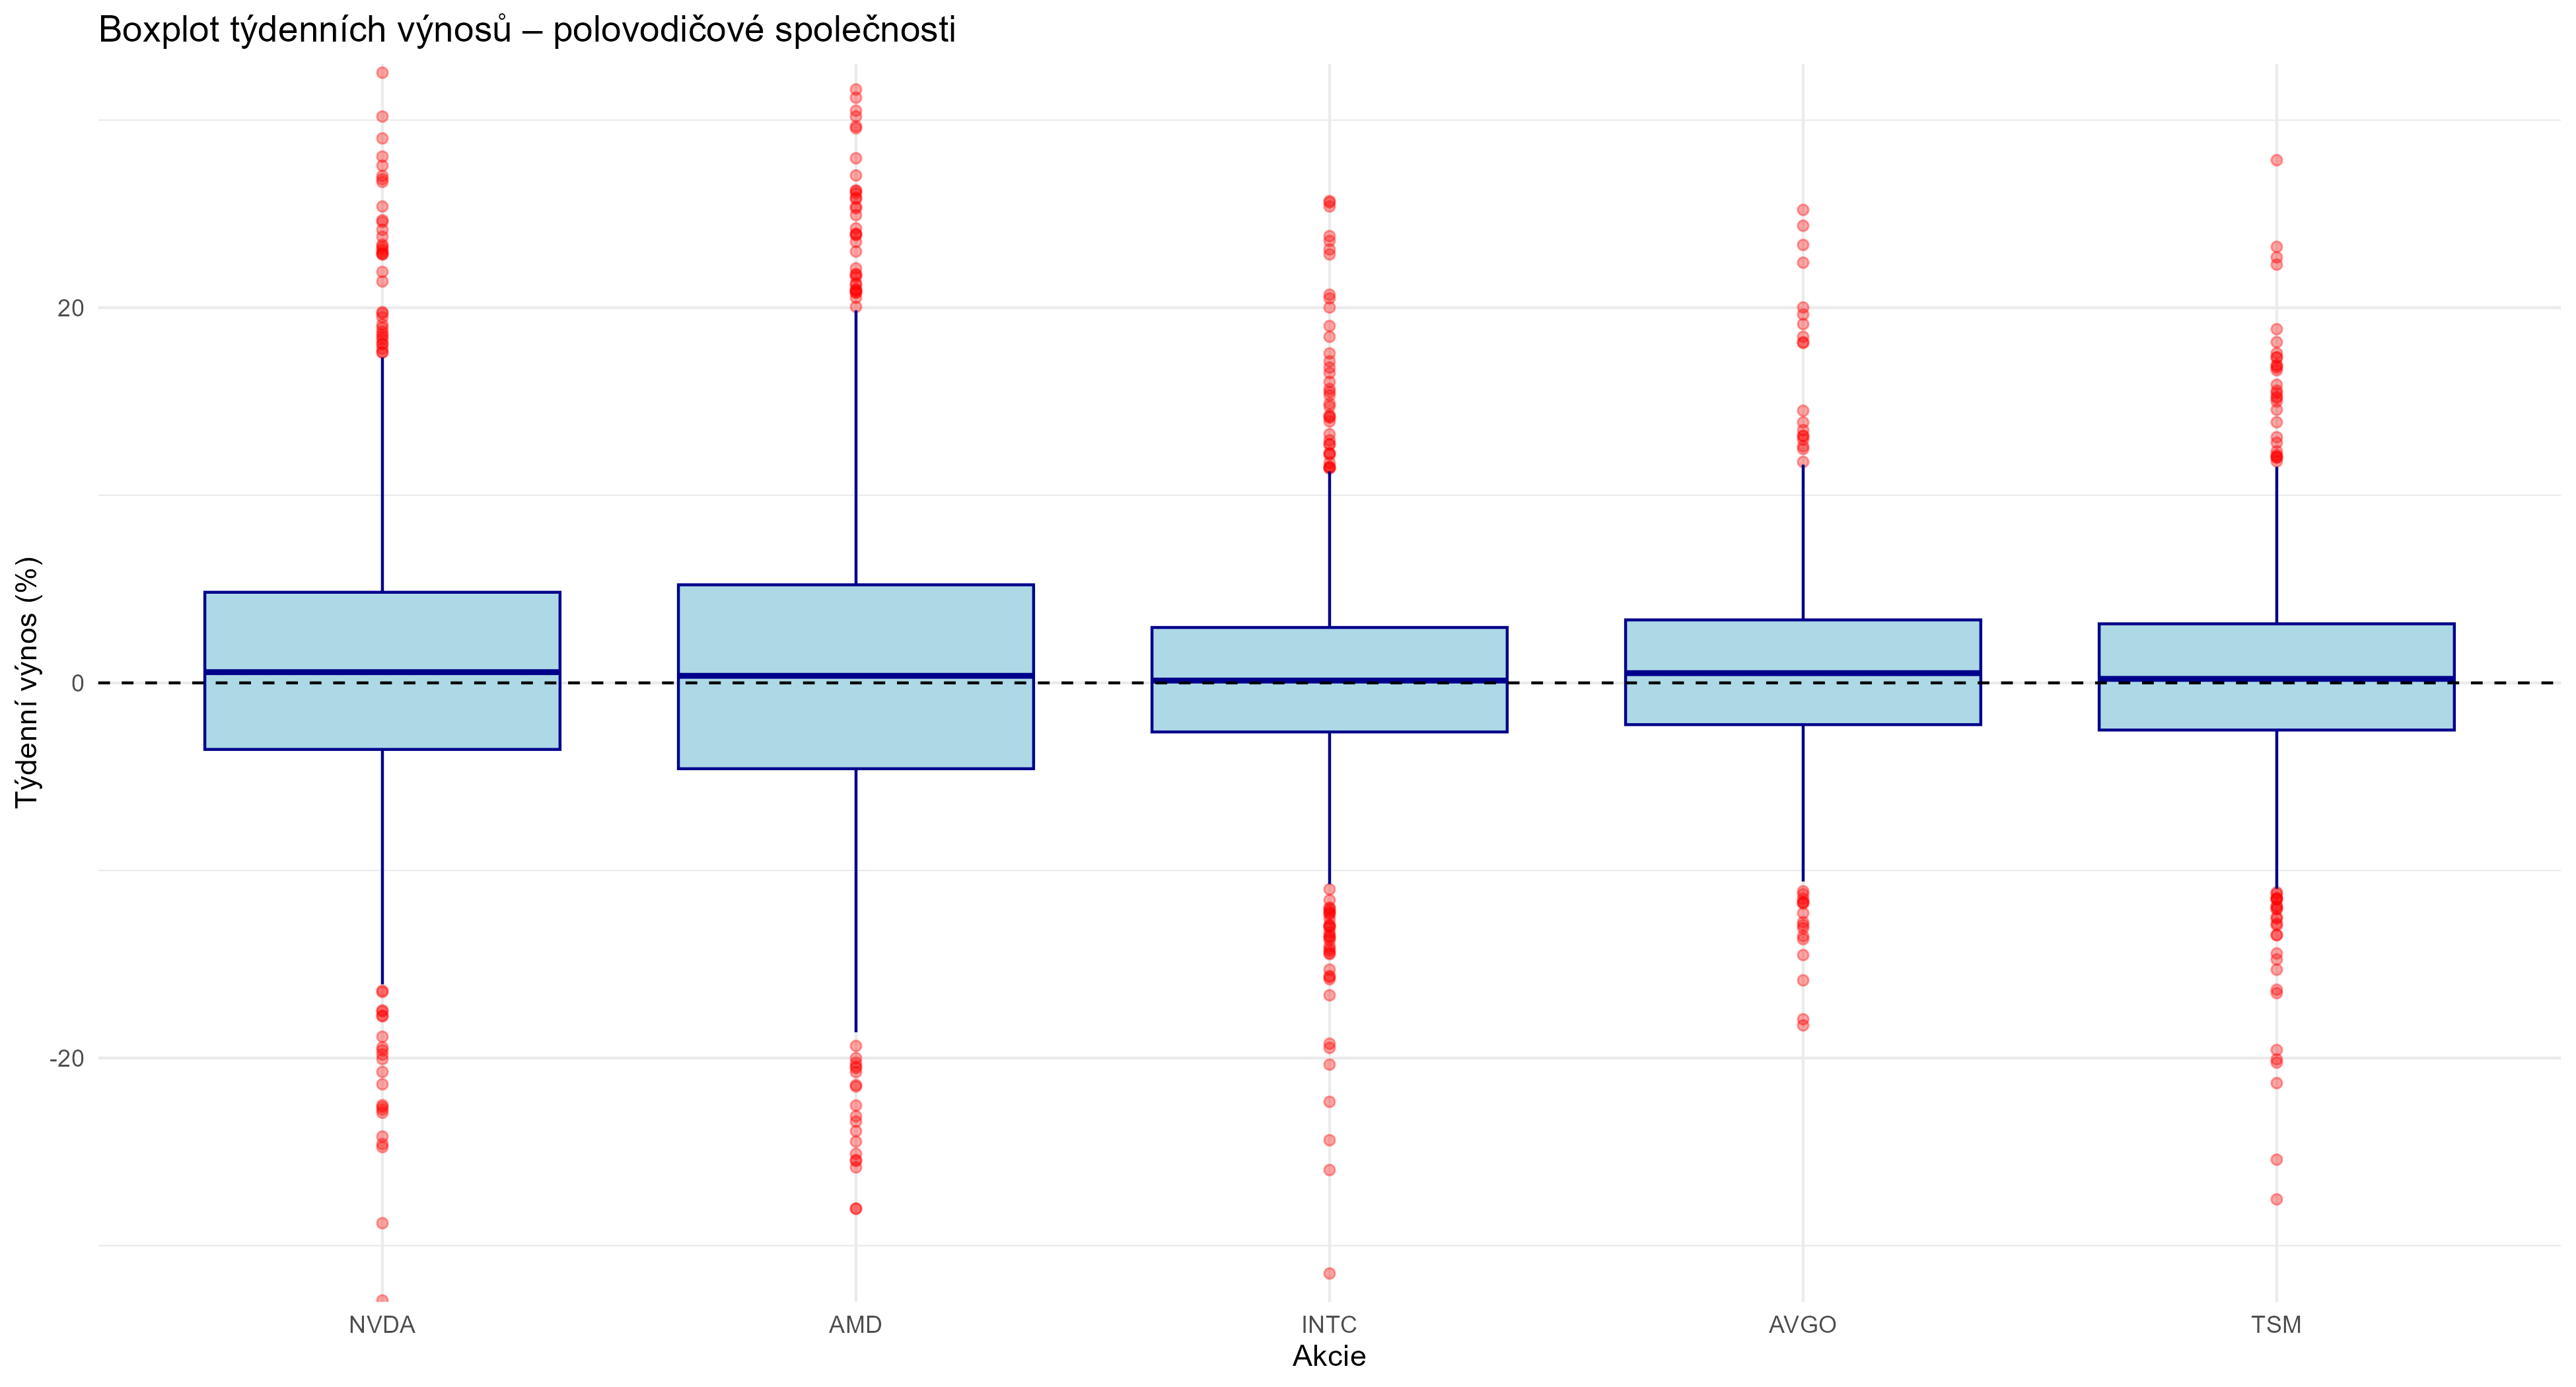 Boxplot týdenních výnosů – polovodičové společnosti
Týdenní výnos (%)
20
0
-20
NVDA
AMD
INTC
AVGO
TSM
Akcie